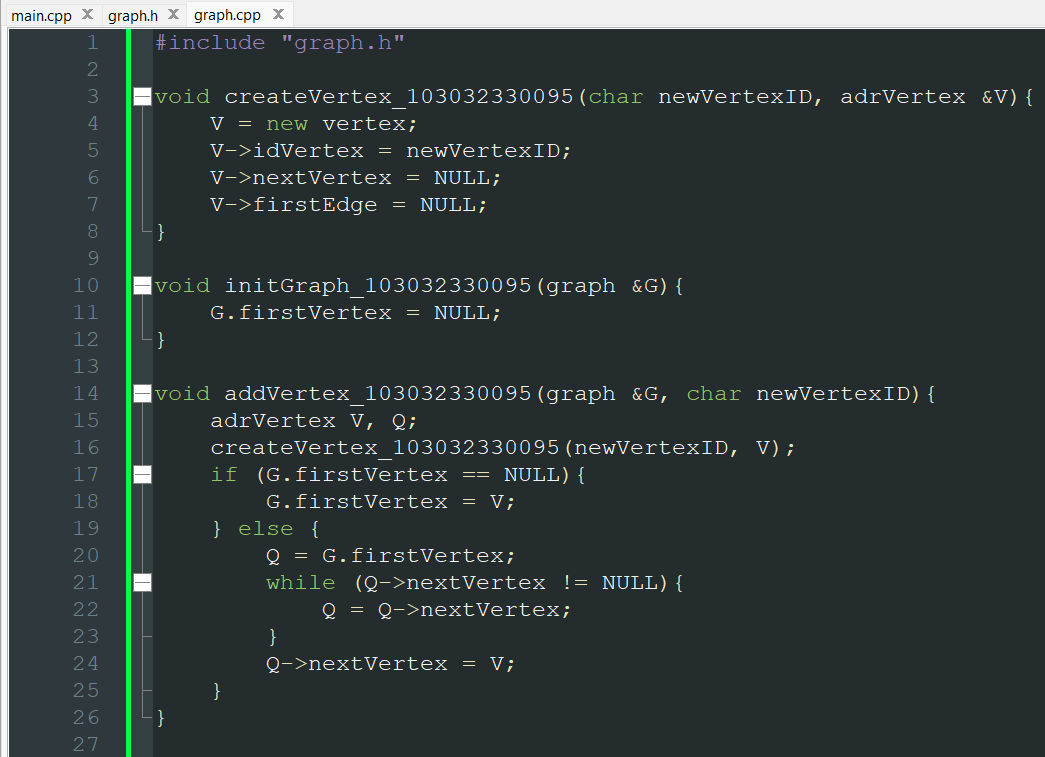 main.cpp X graph.h X graph.cpp X
1 #include "graph.h"
2
3 void createVertex_103032330095(char newVertexID, adrVertex &V){
4     V = new vertex;
5     V->idVertex = newVertexID;
6     V->nextVertex = NULL;
7     V->firstEdge = NULL;
8 }
9
10 void initGraph_103032330095(graph &G){
11     G.firstVertex = NULL;
12 }
13
14 void addVertex_103032330095(graph &G, char newVertexID){
15     adrVertex V, Q;
16     createVertex_103032330095(newVertexID, V);
17     if (G.firstVertex == NULL){
18         G.firstVertex = V;
19     } else {
20         Q = G.firstVertex;
21         while (Q->nextVertex != NULL){
22             Q = Q->nextVertex;
23         }
24         Q->nextVertex = V;
25     }
26 }
27